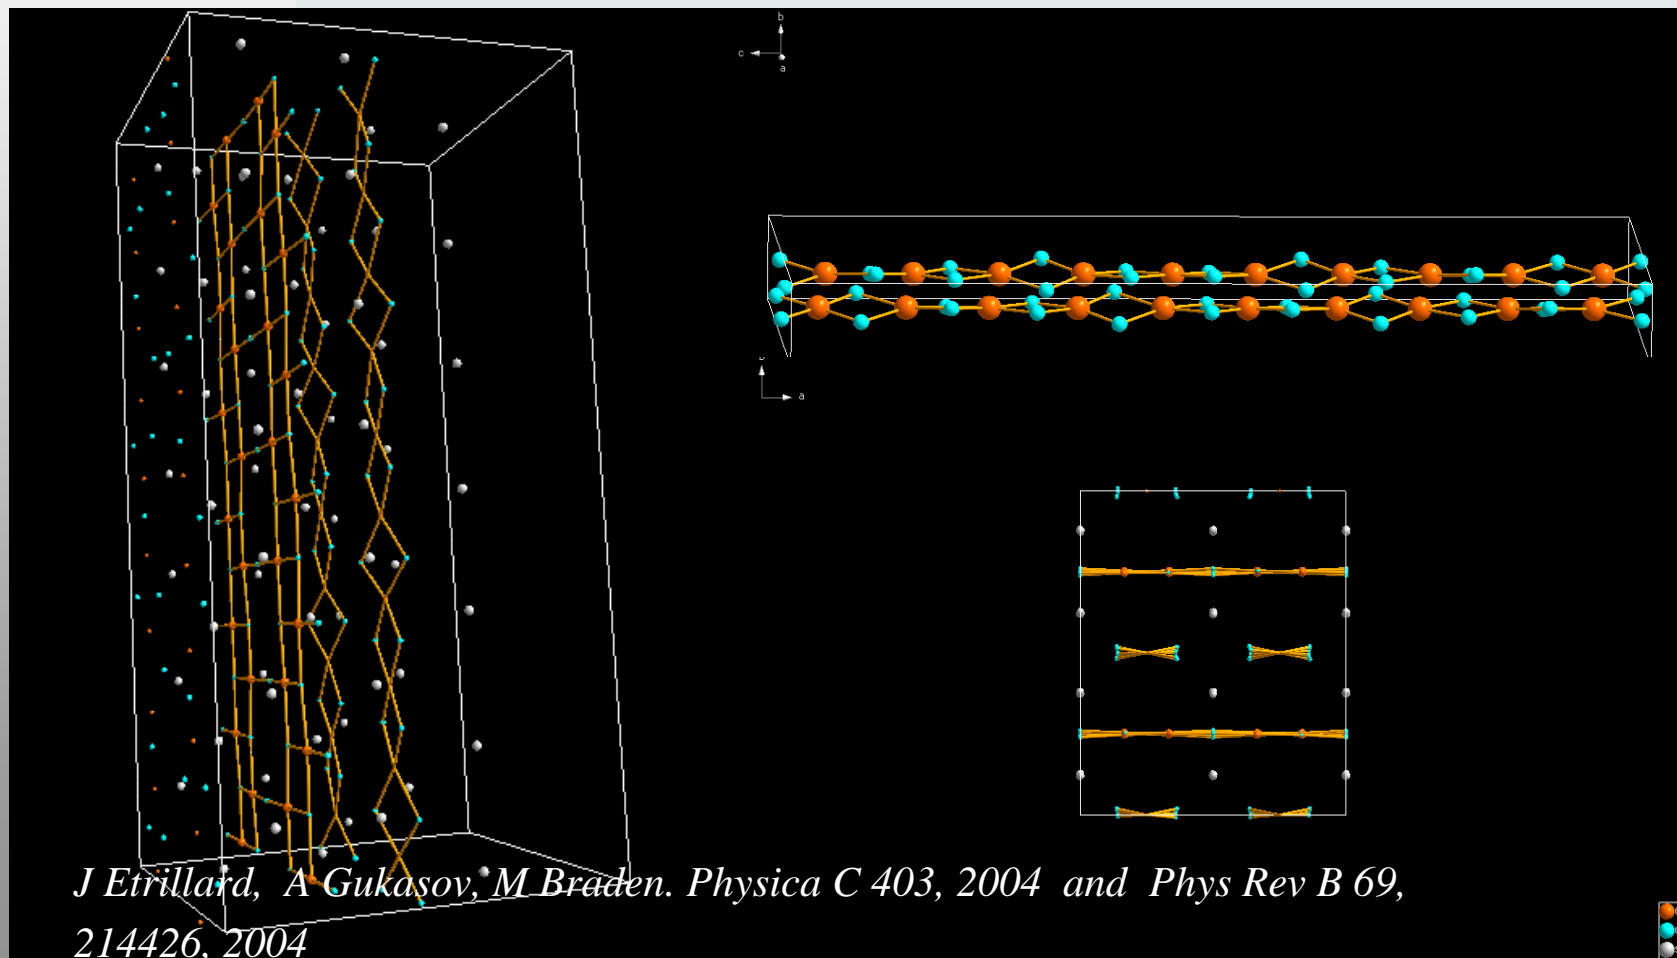 b
c
a
a
J Etrillard, A Gukasov, M Braden. Physica C 403, 2004 and Phys Rev B 69,
214426, 2004